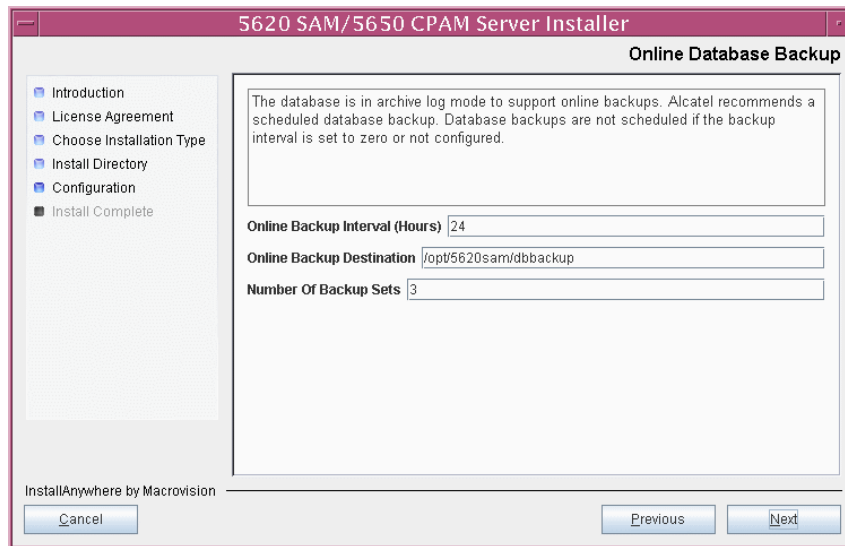 5620 SAM/5650 CPAM Server Installer
Online Database Backup
Introduction
License Agreement
Choose Installation Type
Install Directory
Configuration
Install Complete
The database is in archive log mode to support online backups. Alcatel recommends a
scheduled database backup. Database backups are not scheduled if the backup
interval is set to zero or not configured.
Online Backup Interval (Hours) 24
Online Backup Destination /opt/5620sam/dbbackup
Number Of Backup Sets 3
InstallAnywhere by Macrovision
Cancel Previous Next